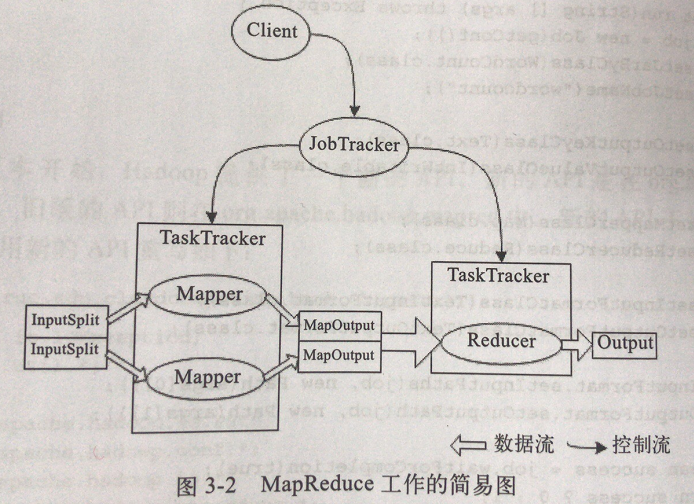 Client
JobTracker
TaskTracker
TaskTracker
Mapper
InputSplit
MapOutput
InputSplit
MapOutput
Reducer
Output
Mapper
数据流 控制流
图 3-2 MapReduce 工作的简易图